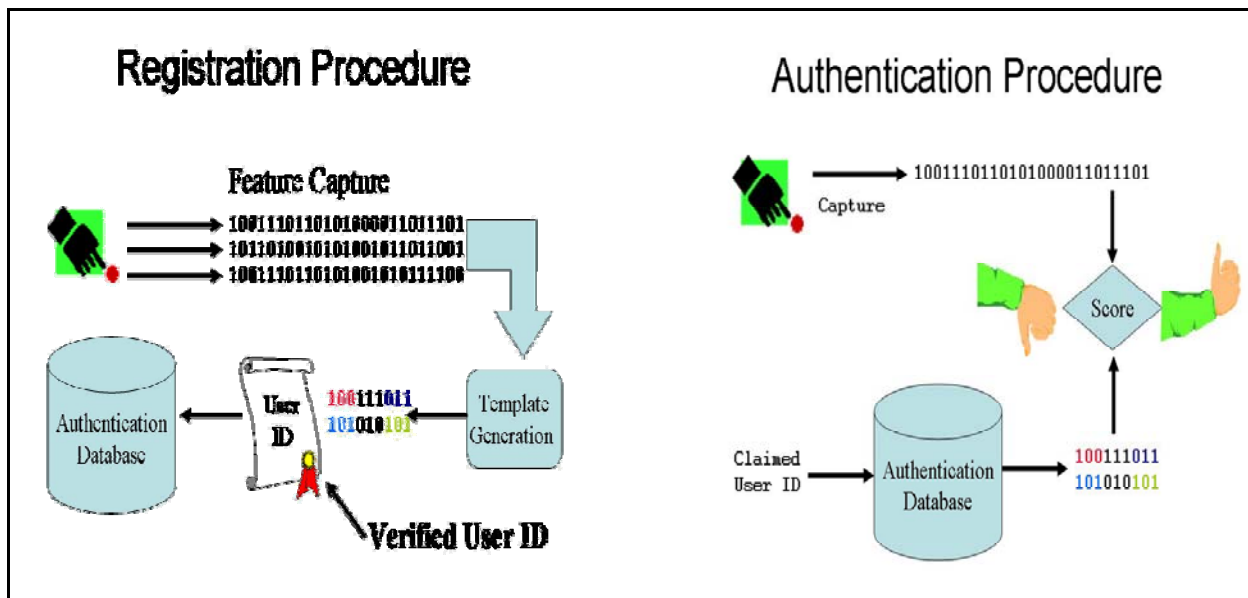 Registration Procedure
Feature Capture
1001110110101000011011101
1011010010101001011011001
1001110110101001010111100
Authentication
Database
User
ID
100111011
101010101
Template
Generation
Verified User ID
Authentication Procedure
Capture
1001110110101000011011101
Score
Claimed
User ID
Authentication
Database
100111011
101010101